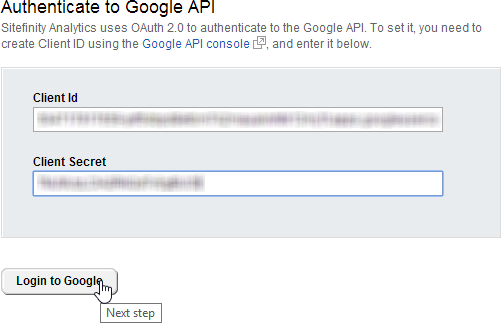 Authenticate to Google API
Sitefinity Analytics uses OAuth 2.0 to authenticate to the Google API. To set it, you need to
create Client ID using the Google API console , and enter it below.
Client Id
Client Secret
Login to Google
Next step